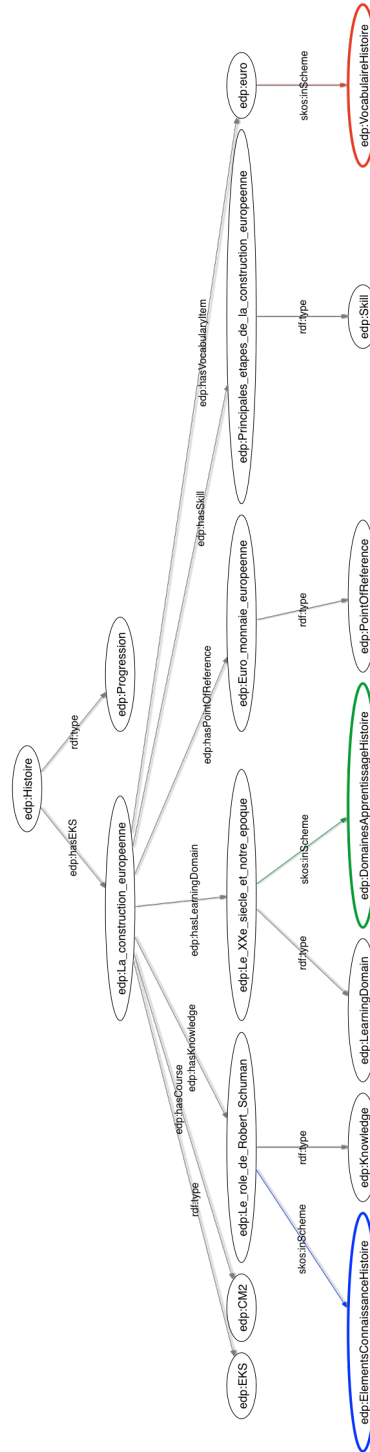 edp:Histoire
edp:hasEKS
rdf:type
edp:La_construction_europeenne
edp:Progression
rdf:type
edp:hasCourse
edp:hasKnowledge
edp:hasLearningDomain
edp:hasPointOfReference
edp:hasSkill
edp:hasVocabularyItem
edp:EKS
edp:CM2
edp:Le_role_de_Robert_Schuman
edp:Le_XXe_siecle_et_notre_epoque
edp:Euro_monnaie_europeenne
edp:Principales_etapes_de_la_construction_europeenne
edp:euro
skos:inScheme
rdf:type
rdf:type
skos:inScheme
rdf:type
rdf:type
skos:inScheme
edp:ElementsConnaissanceHistoire
edp:Knowledge
edp:LearningDomain
edp:DomainesApprentissageHistoire
edp:PointOfReference
edp:Skill
edp:VocabulaireHistoire